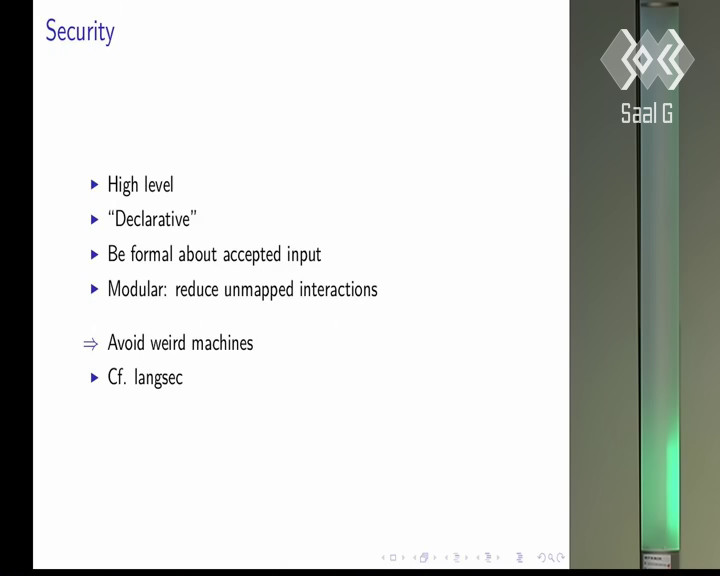 Security
Saal G
▶ High level
▶ “Declarative”
▶ Be formal about accepted input
▶ Modular: reduce unmapped interactions
⇒ Avoid weird machines
▶ Cf. langsec